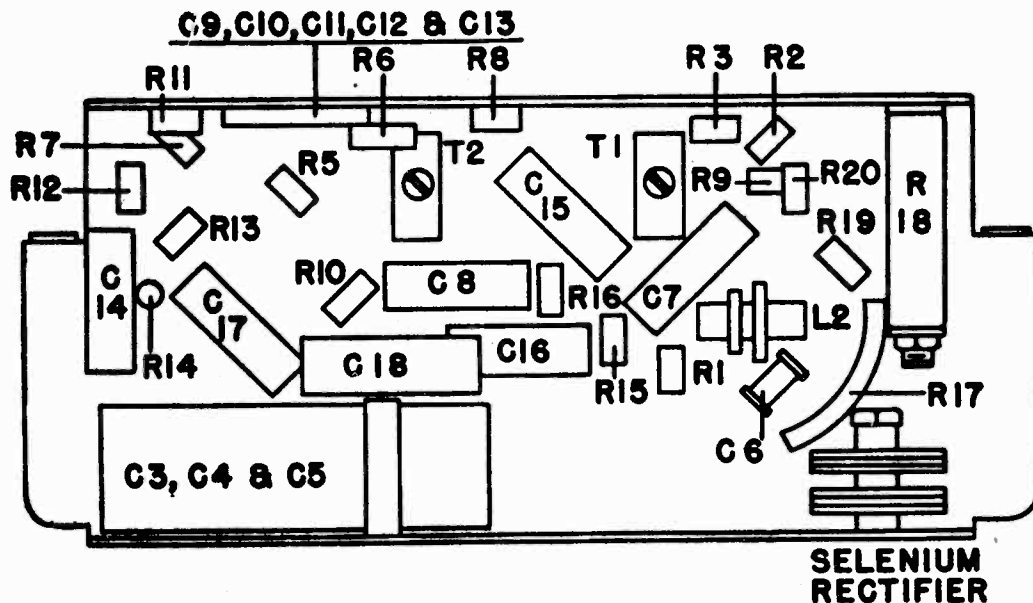 C9,C10,C11,C12 & C13
R11
R6
R8
R3
R2
R7
T2
T1
R12
R5
C
15
R9
R20
R
18
R13
R19
C
14
R10
C8
R16
C7
L2
C
17
R14
C18
C16
R15
R1
R17
C6
C3, C4 & C5
SELENIUM
RECTIFIER